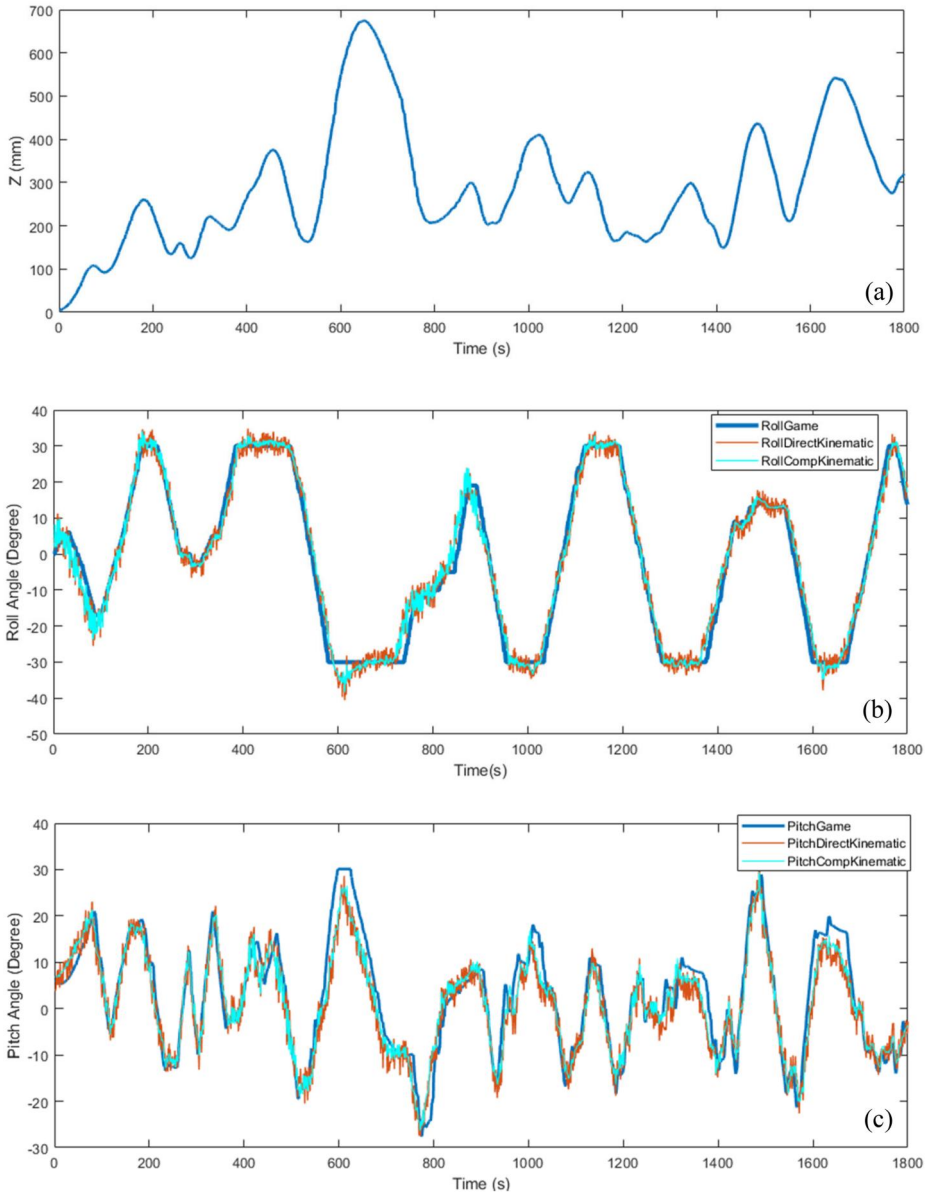 700
600
500
400
300
200
100
0
Z (mm)
(a)
0 200 400 600 800 1000 1200 1400 1600 1800
Time (s)
40
30
20
10
0
-10
-20
-30
-40
-50
Roll Angle (Degree)
RollGame
RollDirectKinematic
RollCompKinematic
(b)
0 200 400 600 800 1000 1200 1400 1600 1800
Time(s)
40
30
20
10
0
-10
-20
-30
Pitch Angle (Degree)
PitchGame
PitchDirectKinematic
PitchCompKinematic
(c)
0 200 400 600 800 1000 1200 1400 1600 1800
Time (s)